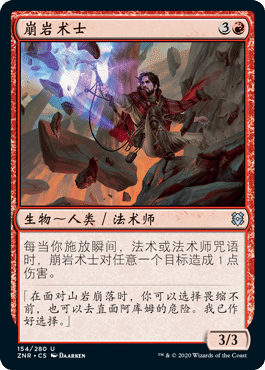 崩岩术士 3
生物～人类 / 法术师
每当你施放瞬间、法术或法术师咒语
时，崩岩术士对任意一个目标造成1点
伤害。
「在面对山岩崩落时，你可以选择畏缩不
前，也可以去直面阿库姆的危险。我已作
好选择。」
3/3
154/280 U
ZNR • CS DAARKEN
™ & © 2020 Wizards of the Coast